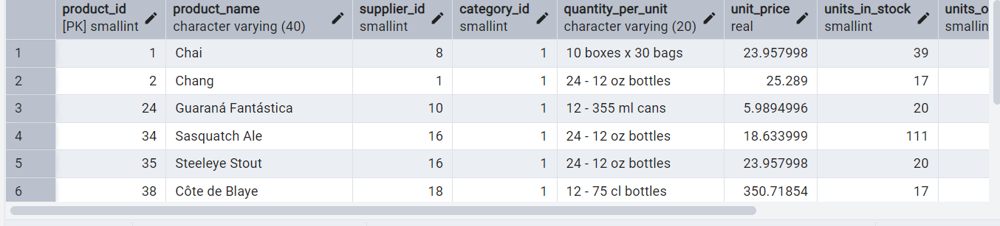 product_id product_name supplier_id category_id quantity_per_unit unit_price units_in_stock units_o
[PK] smallint character varying (40) smallint smallint character varying (20) real smallint smallin
1 1 Chai 8 1 10 boxes x 30 bags 23.957998 39
2 2 Chang 1 1 24 - 12 oz bottles 25.289 17
3 24 Guaraná Fantástica 10 1 12 - 355 ml cans 5.9894996 20
4 34 Sasquatch Ale 16 1 24 - 12 oz bottles 18.633999 111
5 35 Steeleye Stout 16 1 24 - 12 oz bottles 23.957998 20
6 38 Côte de Blaye 18 1 12 - 75 cl bottles 350.71854 17